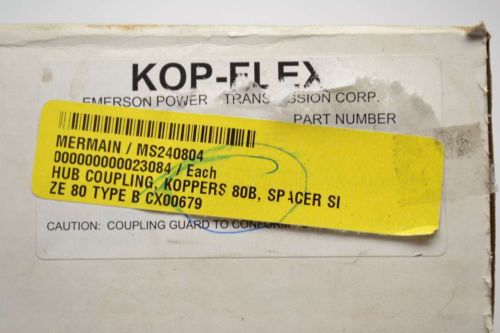 KOP-FLEX
EMERSON POWER TRANSMISSION CORP.
PART NUMBER
MERMAIN / MS240804
D000000000023084 / Each
HUB COUPLING, KOPPERS 80B, SPACER SI
ZE 80 TYPE B CX00679
CAUTION: COUPLING GUARD TO CONFORM